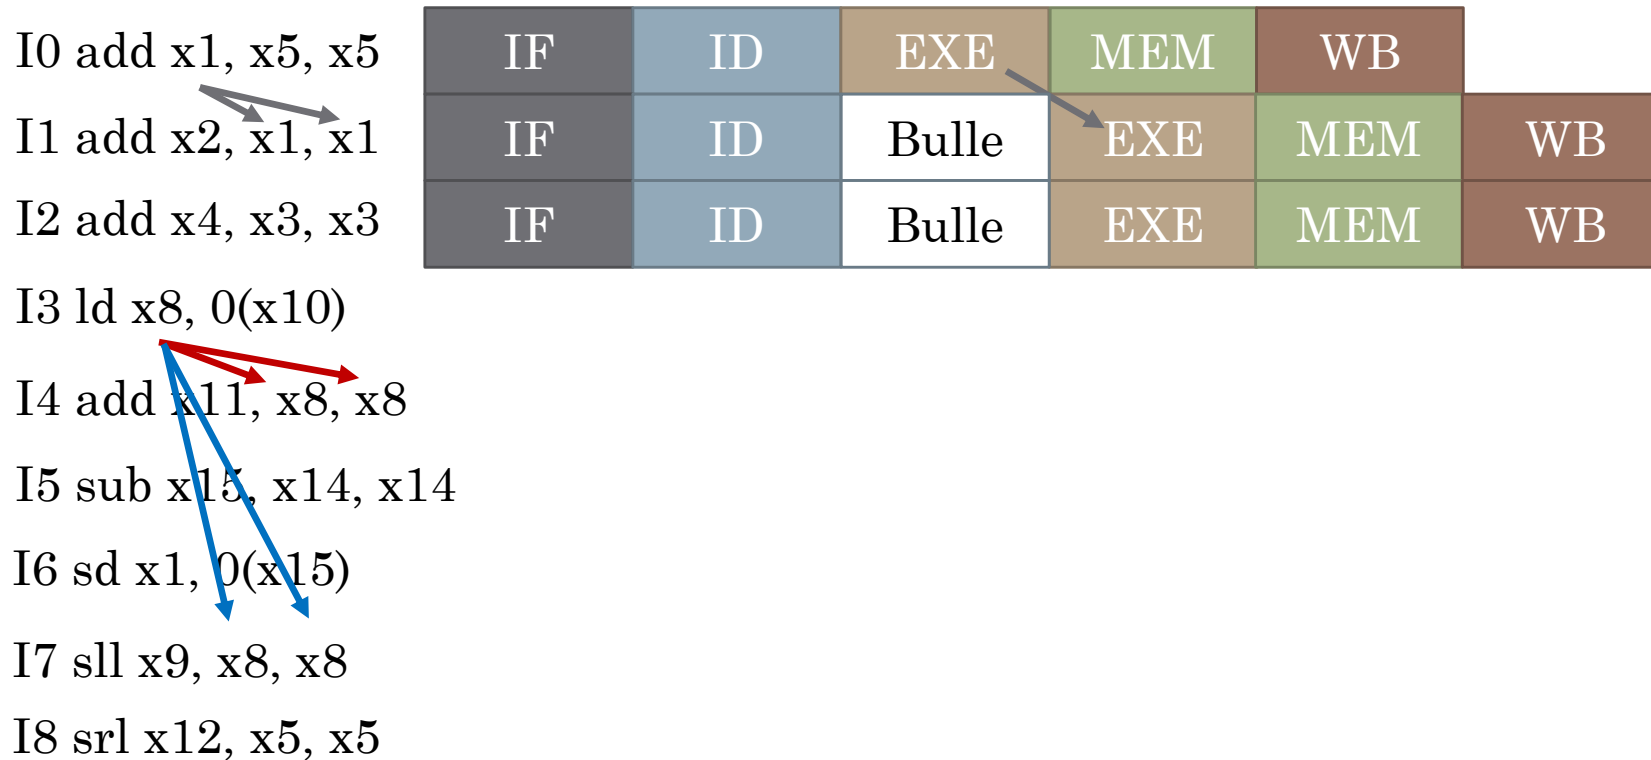 I0 add x1, x5, x5 IF ID EXE MEM WB
I1 add x2, x1, x1 IF ID Bulle EXE MEM WB
I2 add x4, x3, x3 IF ID Bulle EXE MEM WB
I3 ld x8, 0(x10)
I4 add x11, x8, x8
I5 sub x15, x14, x14
I6 sd x1, 0(x15)
I7 sll x9, x8, x8
I8 srl x12, x5, x5